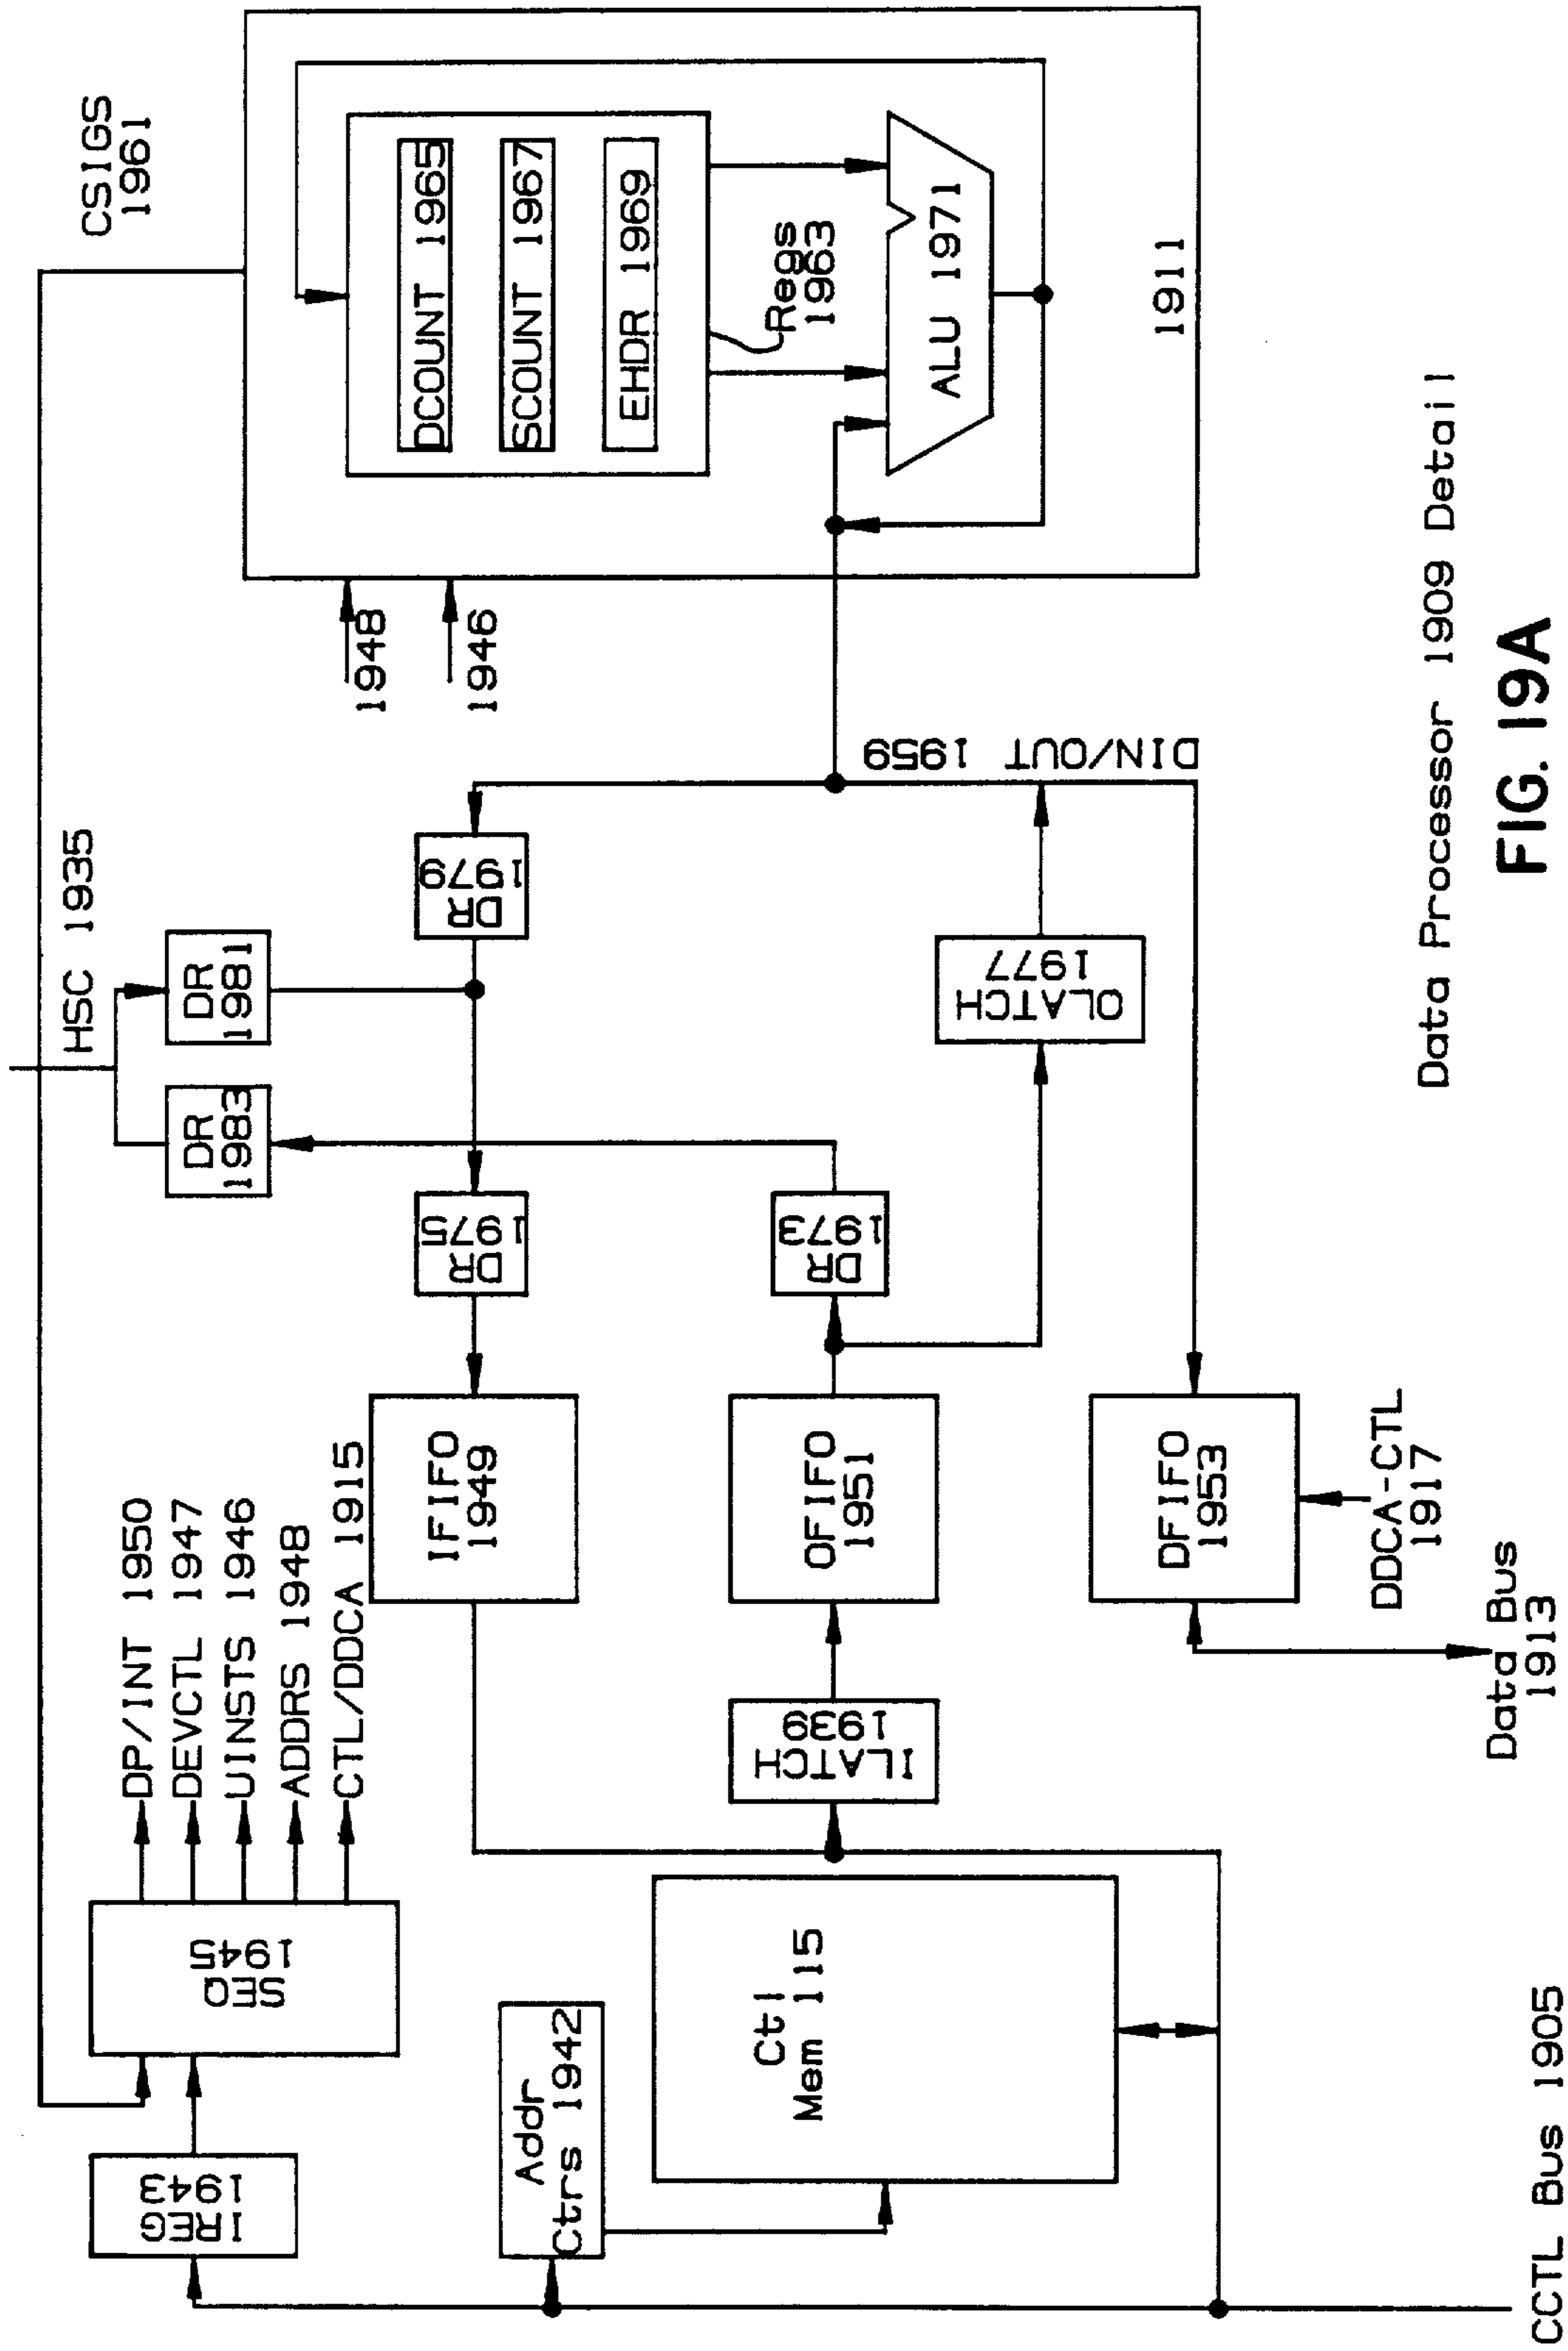 CSIGS
1961
DCOUNT 1965
SCOUNT 1967
EHDR 1969
Regs
1963
ALU 1971
1911
1948
1946
HSC 1935
DR
1981
DR
1983
DR
1979
DR
1975
DR
1973
OLATCH
1977
DIN/OUT 1959
DP/INT 1950
DEVCTL 1947
UINSTS 1946
ADDRS 1948
CTL/DDCA 1915
IFIFO
1949
OFIFO
1951
DFIFO
1953
DDCA-CTL
1917
Data Bus
1913
ILATCH
1939
SEQ
1945
IREG
1943
Addr
Ctrs 1942
Ctl
Mem 1115
CCTL Bus 1905
Data Processor 1909 Detail
FIG. 19A